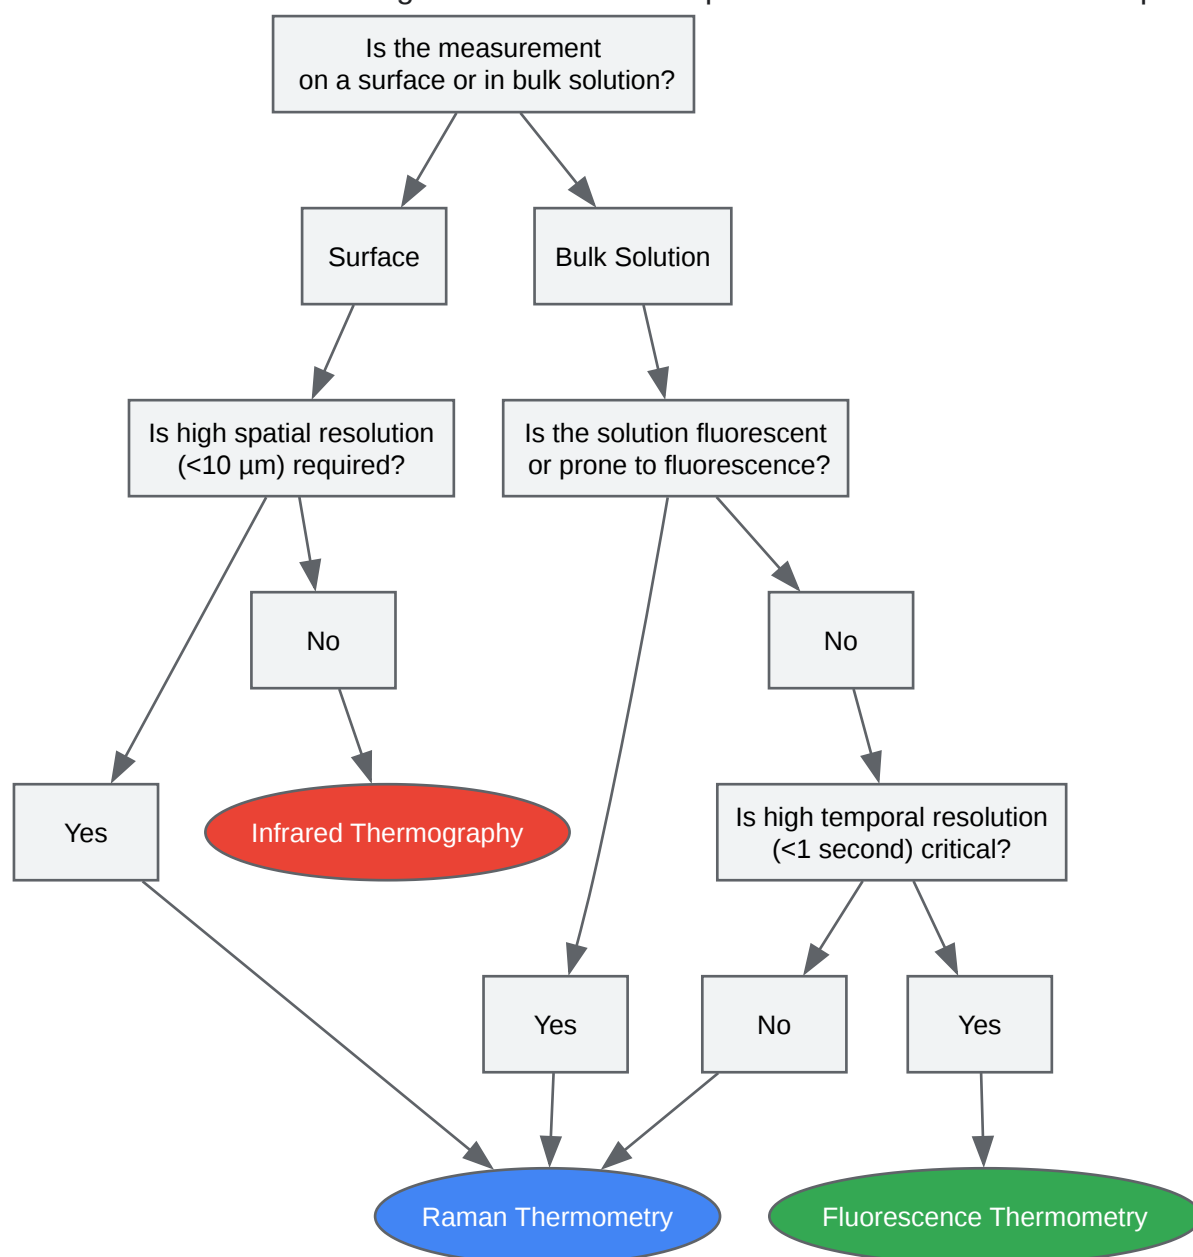 Is the measurement
on a surface or in bulk solution?
Surface
Bulk Solution
Is high spatial resolution
(<10 µm) required?
Is the solution fluorescent
or prone to fluorescence?
No
No
Yes
Infrared Thermography
Is high temporal resolution
(<1 second) critical?
Yes
No
Yes
Raman Thermometry
Fluorescence Thermometry